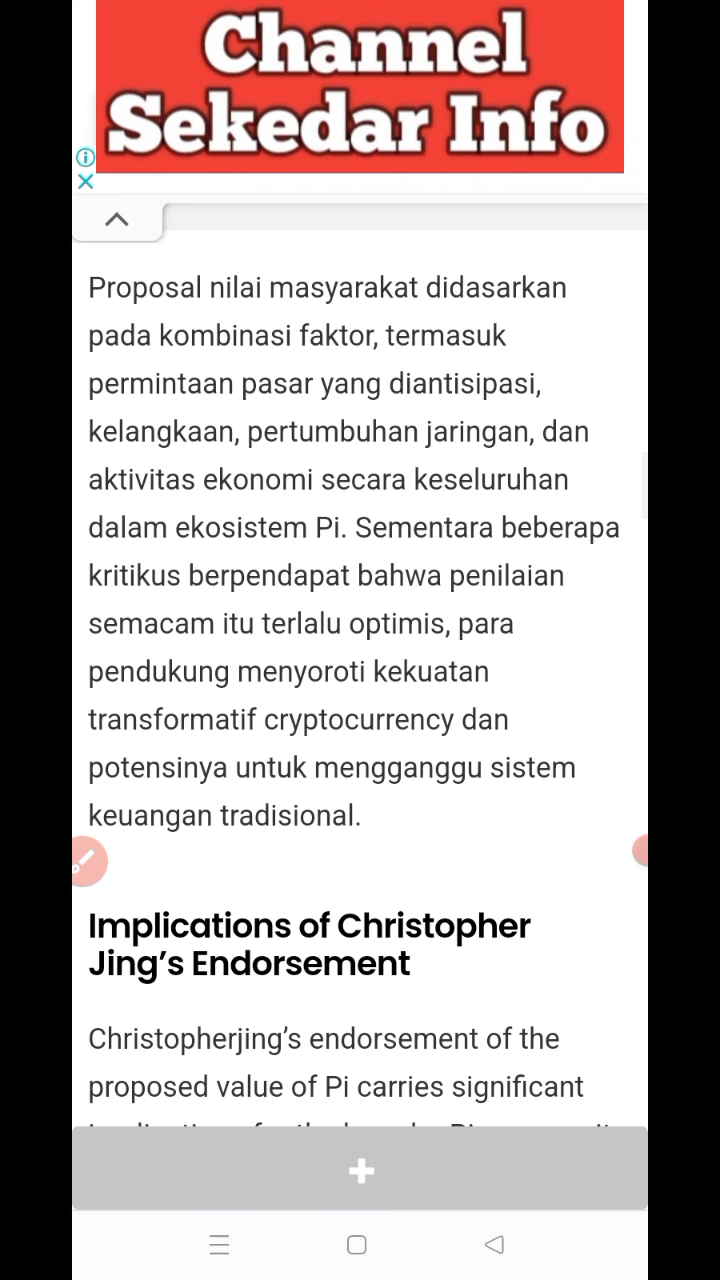 Channel
Sekedar Info
Proposal nilai masyarakat didasarkan
pada kombinasi faktor, termasuk
permintaan pasar yang diantisipasi,
kelangkaan, pertumbuhan jaringan, dan
aktivitas ekonomi secara keseluruhan
dalam ekosistem Pi. Sementara beberapa
kritikus berpendapat bahwa penilaian
semacam itu terlalu optimis, para
pendukung menyoroti kekuatan
transformatif cryptocurrency dan
potensinya untuk mengganggu sistem
keuangan tradisional.
Implications of Christopher
Jing’s Endorsement
Christopherjing’s endorsement of the
proposed value of Pi carries significant